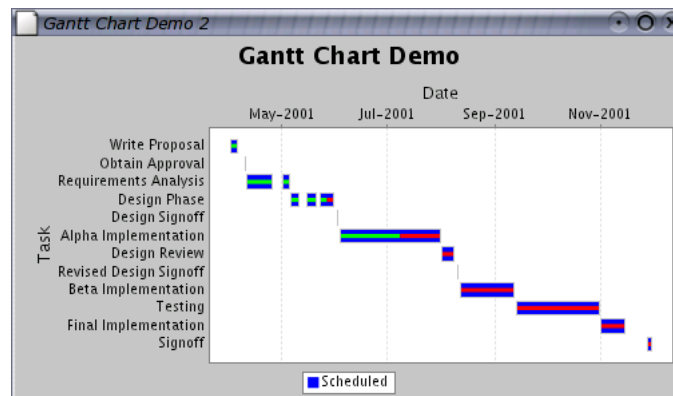 Gantt Chart Demo 2
Gantt Chart Demo
Date
May-2001 Jul-2001 Sep-2001 Nov-2001
Task
Write Proposal
Obtain Approval
Requirements Analysis
Design Phase
Design Signoff
Alpha Implementation
Design Review
Revised Design Signoff
Beta Implementation
Testing
Final Implementation
Signoff
Scheduled